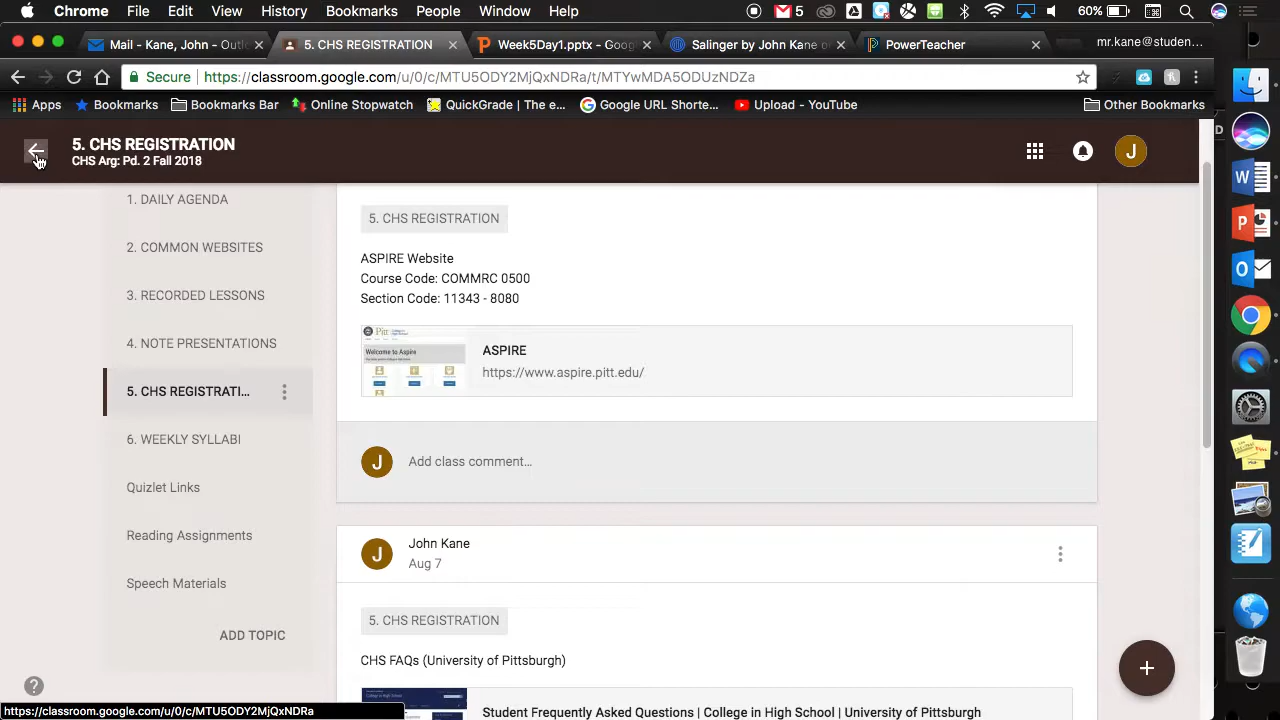 Chrome File Edit View History Bookmarks People Window Help 5 60%
Mail - Kane, John - Outlo 5. CHS REGISTRATION Week5Day1.pptx - Goog Salinger by John Kane on PowerTeacher mr.kane@studen...
Secure https://classroom.google.com/u/0/c/MTU5ODY2MjQxNDRa/t/MTYwMDA5ODUzNDZa
Apps Bookmarks Bookmarks Bar Online Stopwatch QuickGrade | The e... Google URL Shorte... Upload - YouTube Other Bookmarks
5. CHS REGISTRATION
CHS Arg: Pd. 2 Fall 2018
J
1. DAILY AGENDA
2. COMMON WEBSITES
3. RECORDED LESSONS
4. NOTE PRESENTATIONS
5. CHS REGISTRATI...
6. WEEKLY SYLLABI
Quizlet Links
Reading Assignments
Speech Materials
ADD TOPIC
5. CHS REGISTRATION
ASPIRE Website
Course Code: COMMRC 0500
Section Code: 11343 - 8080
Pitt
Welcome to Aspire
ASPIRE
https://www.aspire.pitt.edu/
J
Add class comment...
J
John Kane
Aug 7
5. CHS REGISTRATION
CHS FAQs (University of Pittsburgh)
Student Frequently Asked Questions | College in High School | University of Pittsburgh
https://classroom.google.com/u/0/c/MTU5ODY2MjQxNDRa